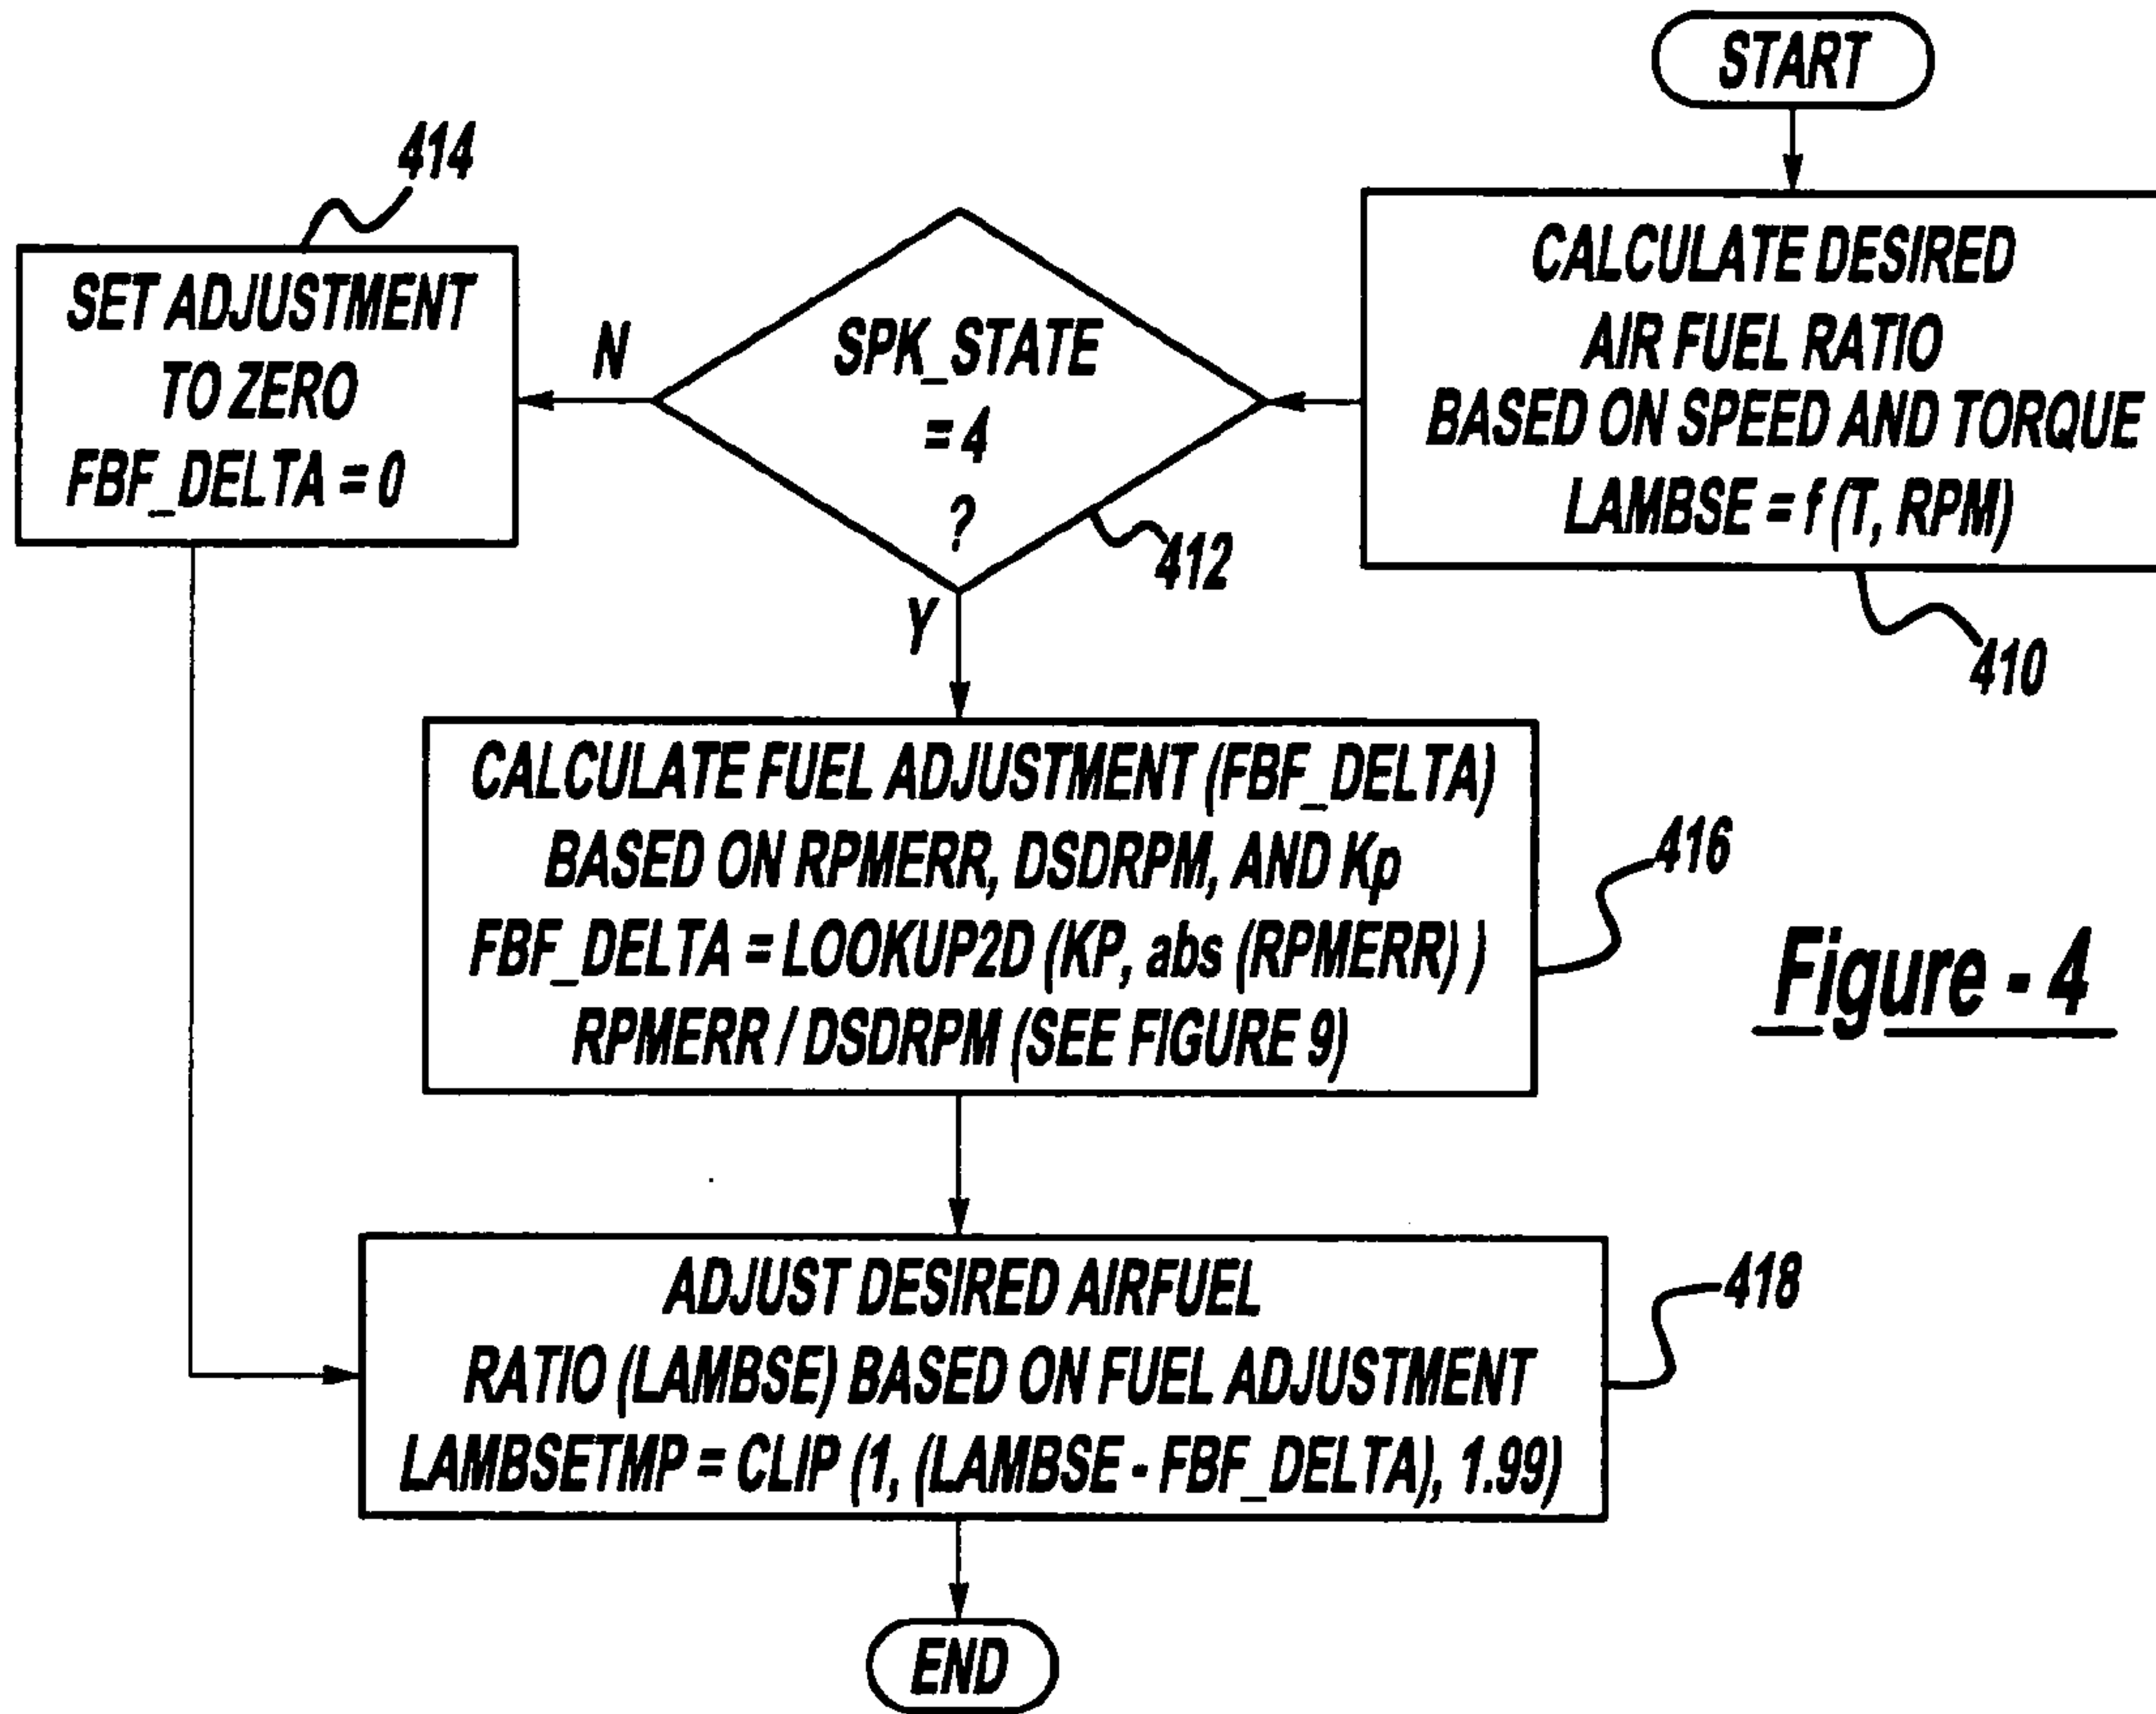 START
CALCULATE DESIRED
AIR FUEL RATIO
BASED ON SPEED AND TORQUE
LAMBSE = f (T, RPM)
410
SPK_STATE
= 4
?
412
N
Y
414
SET ADJUSTMENT
TO ZERO
FBF_DELTA = 0
CALCULATE FUEL ADJUSTMENT (FBF_DELTA)
BASED ON RPMERR, DSDRPM, AND Kp
FBF_DELTA = LOOKUP2D (KP, abs (RPMERR) )
RPMERR / DSDRPM (SEE FIGURE 9)
416
Figure - 4
ADJUST DESIRED AIRFUEL
RATIO (LAMBSE) BASED ON FUEL ADJUSTMENT
LAMBSETMP = CLIP (1, (LAMBSE - FBF_DELTA), 1.99)
418
END